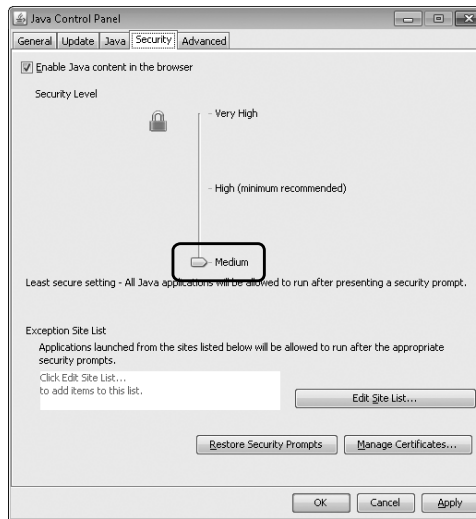 Java Control Panel
General Update Java Security Advanced
Enable Java content in the browser
Security Level
Very High
High (minimum recommended)
Medium
Least secure setting - All Java applications will be allowed to run after presenting a security prompt.
Exception Site List
Applications launched from the sites listed below will be allowed to run after the appropriate
security prompts.
Click Edit Site List...
to add items to this list.
Edit Site List...
Restore Security Prompts Manage Certificates...
OK Cancel Apply